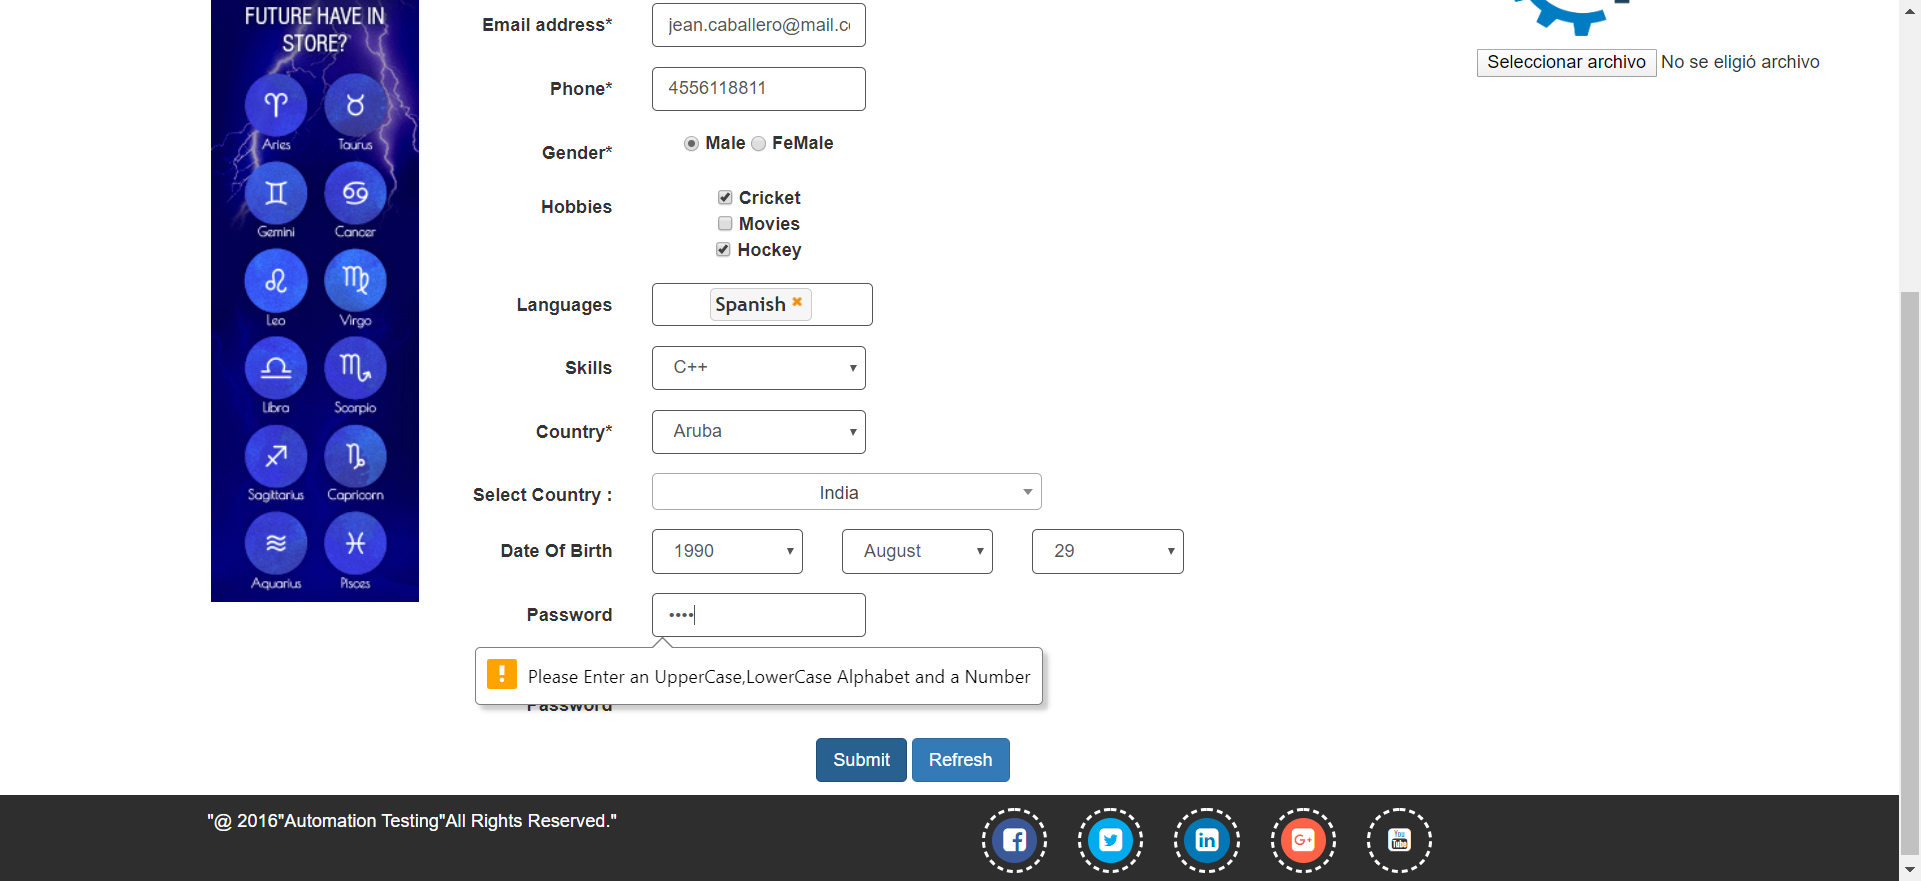 FUTURE HAVE IN
STORE?
Aries
Taurus
Gemini
Cancer
Leo
Virgo
Libra
Scorpio
Sagittarius
Capricorn
Aquarius
Pisces
Email address*
jean.caballero@mail.c
Phone*
4556118811
Gender*
Male FeMale
Hobbies
Cricket
Movies
Hockey
Languages
Spanish
Skills
C++
Country*
Aruba
Select Country :
India
Date Of Birth
1990
August
29
Password
••••
Please Enter an UpperCase,LowerCase Alphabet and a Number
Password
Submit
Refresh
Seleccionar archivo No se eligió archivo
"@ 2016"Automation Testing"All Rights Reserved."
f
in
G+
You
Tube